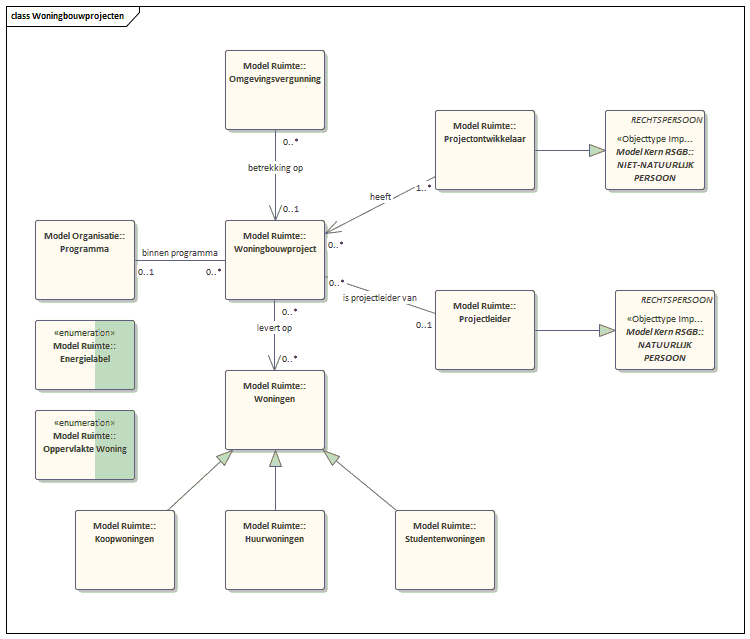 class Woningbouwprojecten
Model Ruimte::
Omgevingsvergunning
0..*
betrekking op
0..1
Model Ruimte::
Projectontwikkelaar
RECHTSPERSOON
«Objecttype Imp...
Model Kern RSGB::
NIET-NATUURLIJK
PERSOON
heeft
1..*
0..*
Model Organisatie::
Programma
binnen programma
0..1
0..*
Model Ruimte::
Woningbouwproject
0..*
is projectleider van
0..1
Model Ruimte::
Projectleider
RECHTSPERSOON
«Objecttype Imp...
Model Kern RSGB::
NATUURLIJK
PERSOON
0..*
levert op
0..*
«enumeration»
Model Ruimte::
Energielabel
Model Ruimte::
Woningen
«enumeration»
Model Ruimte::
Oppervlakte Woning
Model Ruimte::
Koopwoningen
Model Ruimte::
Huurwoningen
Model Ruimte::
Studentenwoningen